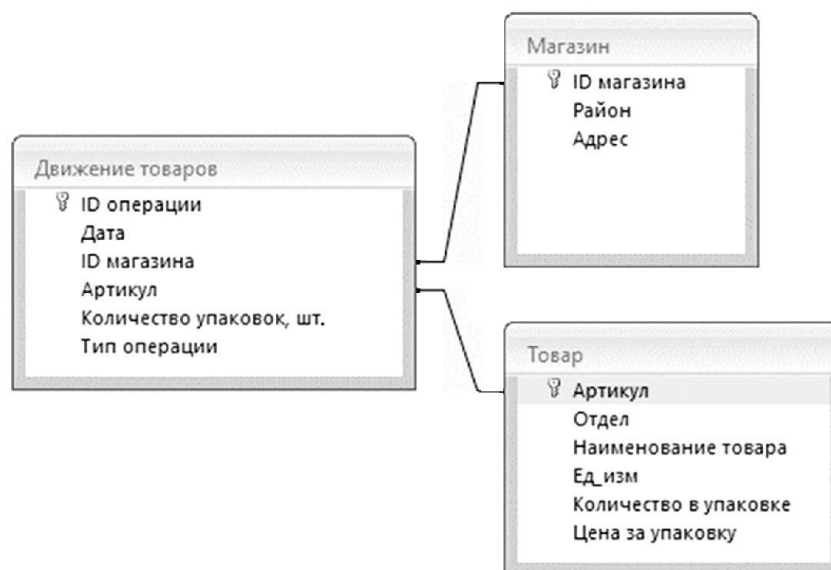 Магазин
ID магазина
Район
Адрес
Движение товаров
ID операции
Дата
ID магазина
Артикул
Количество упаковок, шт.
Тип операции
Товар
Артикул
Отдел
Наименование товара
Ед_изм
Количество в упаковке
Цена за упаковку